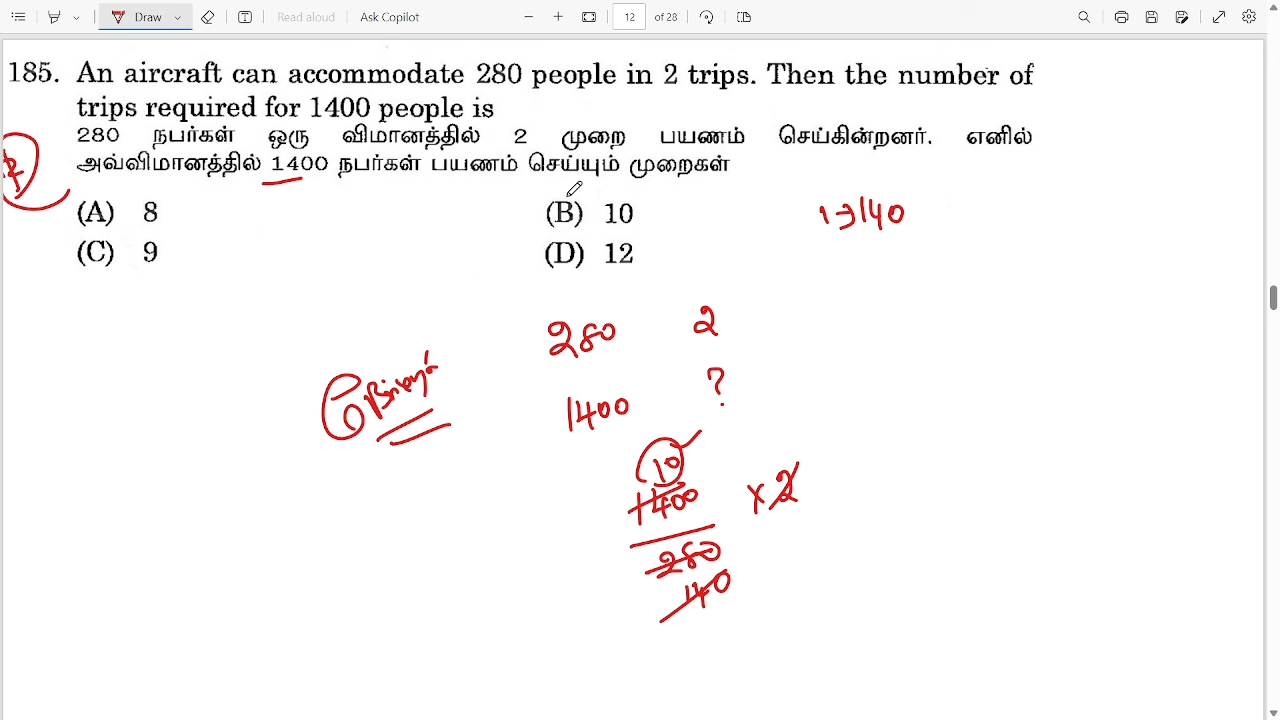 Draw Read aloud Ask Copilot 12 of 28
185. An aircraft can accommodate 280 people in 2 trips. Then the number of
trips required for 1400 people is
280 நபர்கள் ஒரு விமானத்தில் 2 முறை பயணம் செய்கின்றனர். எனில்
அவ்விமானத்தில் 1400 நபர்கள் பயணம் செய்யும் முறைகள்
(A) 8 (B) 10 1→140
(C) 9 (D) 12
280 2
1400 ?
10
1400 × 2
280
140